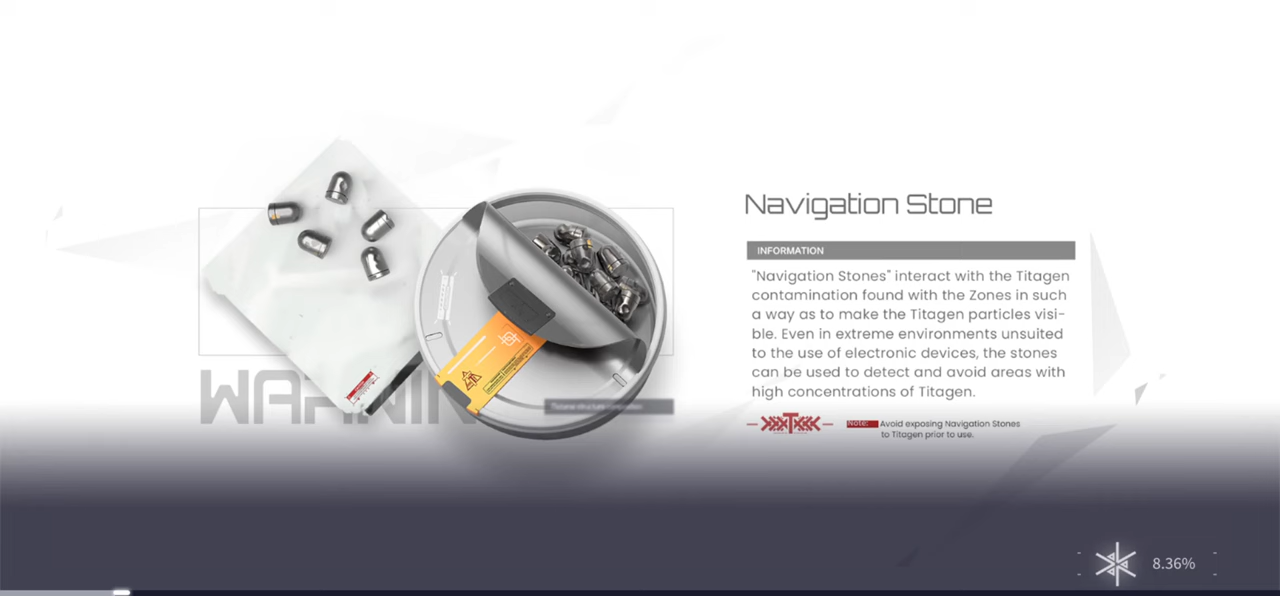 Navigation Stone
INFORMATION
"Navigation Stones" interact with the Titagen
contamination found with the Zones in such
a way as to make the Titagen particles visi-
ble. Even in extreme environments unsuited
to the use of electronic devices, the stones
can be used to detect and avoid areas with
high concentrations of Titagen.
Note: Avoid exposing Navigation Stones
to Titagen prior to use.
8.36%